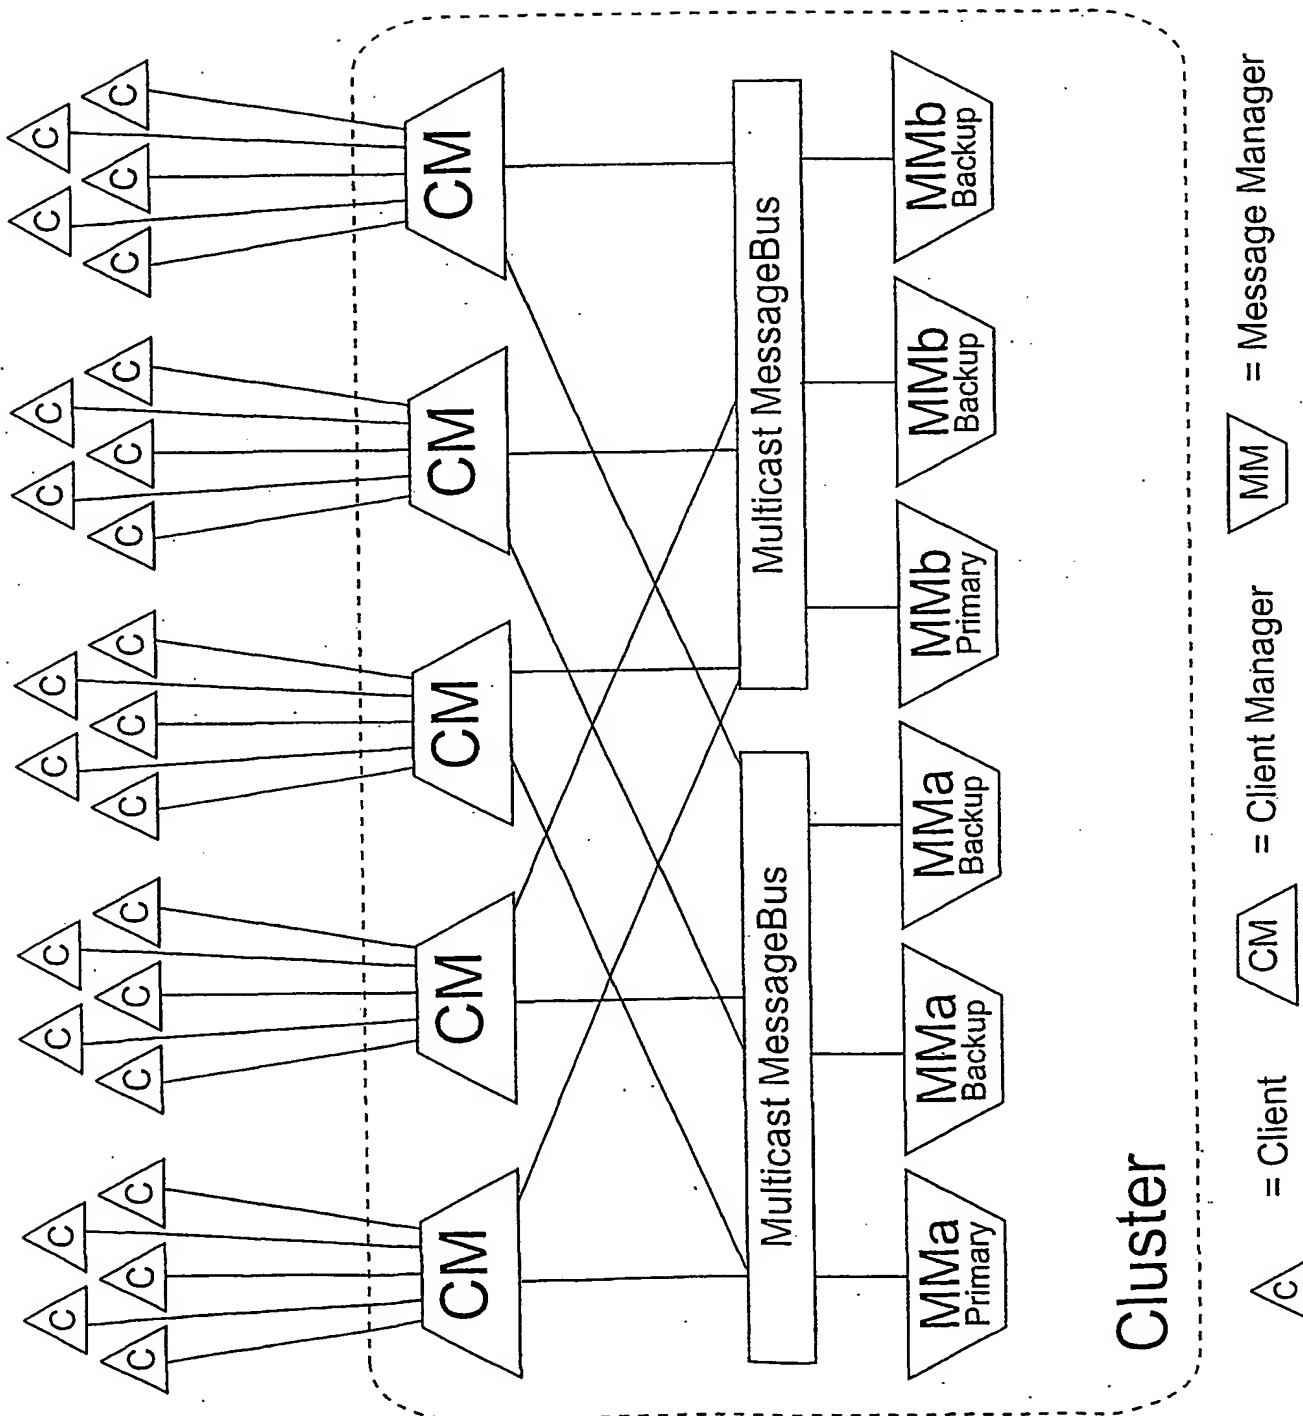 C C C C C C C C C C
C C C C C C C C C C C C C C C
CM CM CM CM CM
Multicast MessageBus Multicast MessageBus
MMa MMa MMa MMb MMb MMb
Primary Backup Backup Primary Backup Backup
Cluster
C = Client CM = Client Manager MM = Message Manager